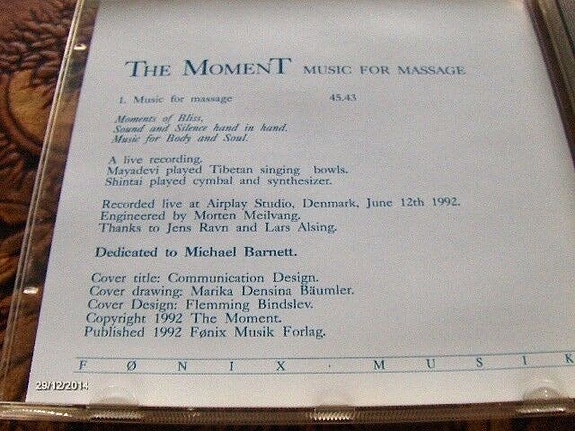 THE MOMENT MUSIC FOR MASSAGE
1. Music for massage 45.43
Moments of Bliss,
Sound and Silence hand in hand.
Music for Body and Soul.
A live recording.
Mayadevi played Tibetan singing bowls.
Shintai played cymbal and synthesizer.
Recorded live at Airplay Studio, Denmark, June 12th 1992.
Engineered by Morten Meilvang.
Thanks to Jens Ravn and Lars Alsing.
Dedicated to Michael Barnett.
Cover title: Communication Design.
Cover drawing: Marika Densina Bäumler.
Cover Design: Flemming Bindslev.
Copyright 1992 The Moment.
Published 1992 Fønix Musik Forlag.
FØNIX · MUSIK
29/12/2014